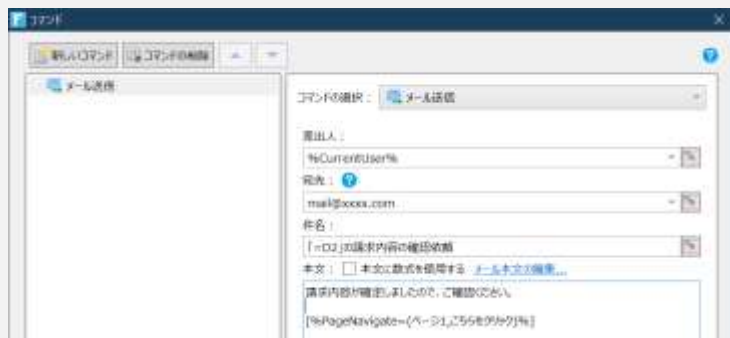 コマンド
新しいコマンド コマンドの削除
メール送信
コマンドの選択： メール送信
差出人：
%CurrentUser%
宛先：
mail@xxxx.com
件名：
「=D2」の請求内容の確認依頼
本文： 本文に数式を使用する メール本文の編集...
請求内容が確定しましたので、ご確認ください。
[%PageNavigate={ページ1,こちらをクリック}%]